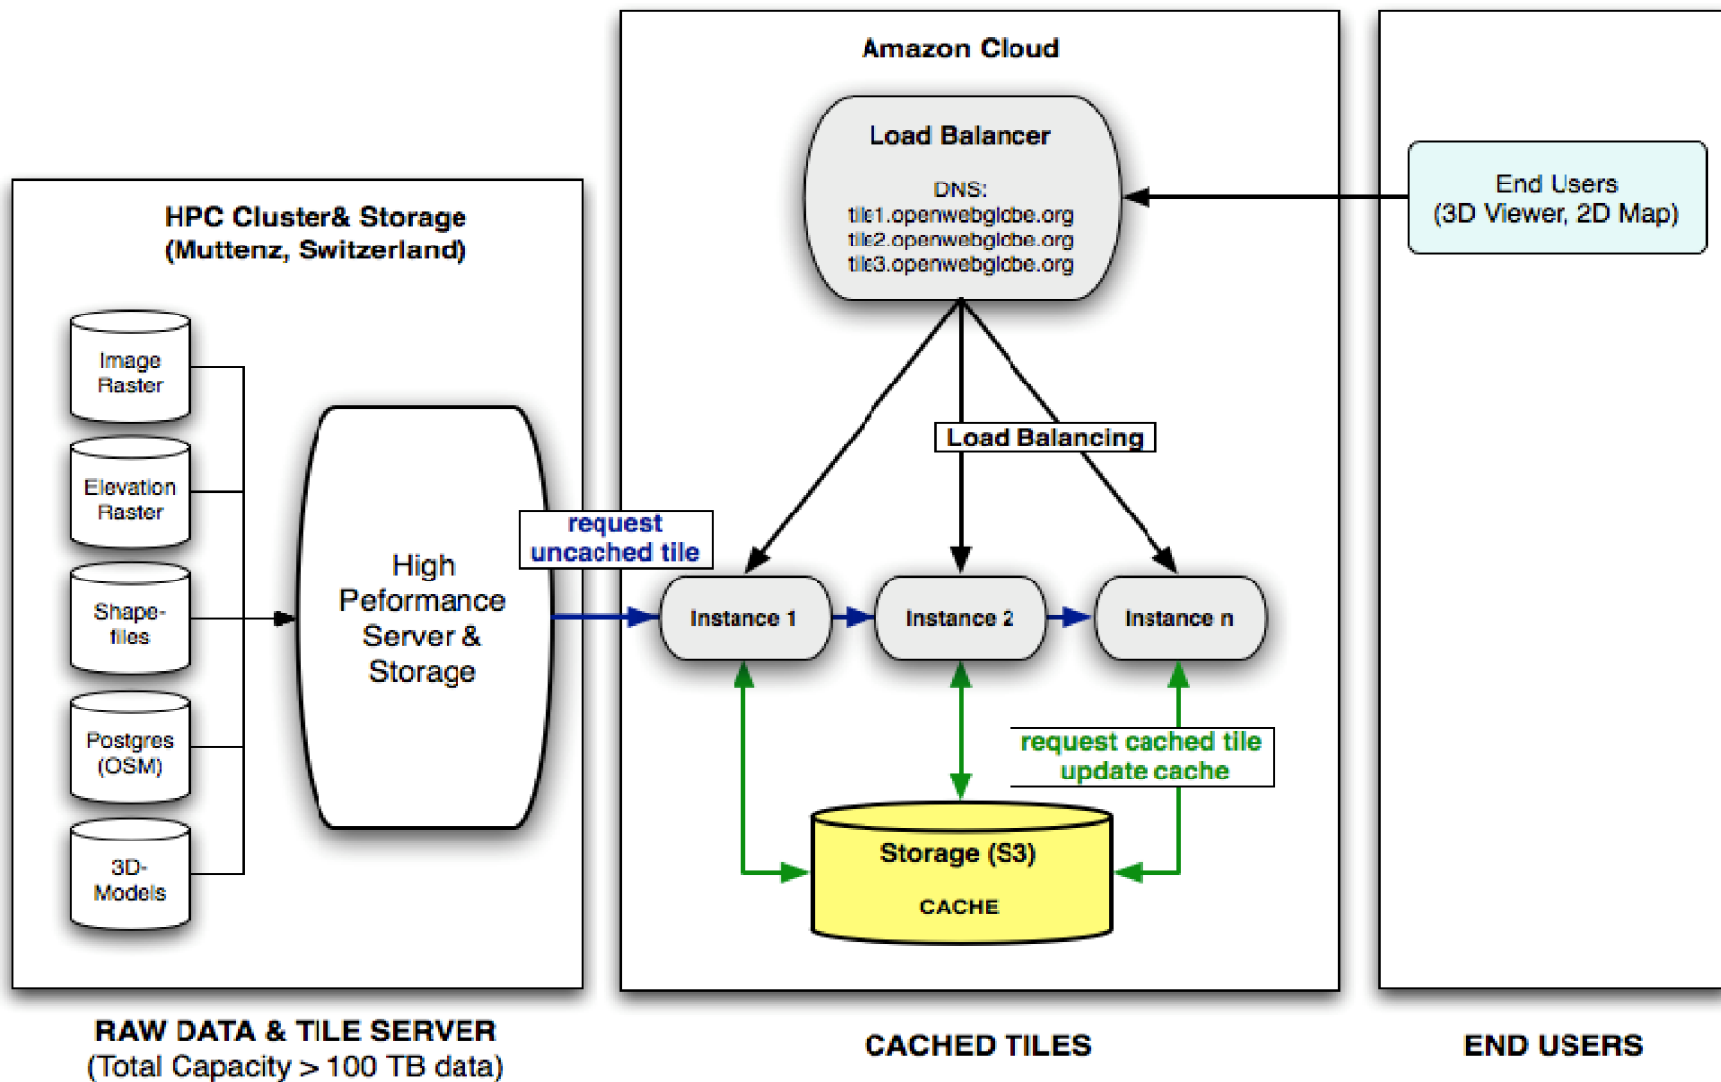 Amazon Cloud
Load Balancer
DNS:
tile1.openwebglobe.org
tile2.openwebglobe.org
tile3.openwebglobe.org
End Users
(3D Viewer, 2D Map)
HPC Cluster& Storage
(Muttenz, Switzerland)
Image
Raster
Elevation
Raster
Shape-
files
Postgres
(OSM)
3D-
Models
High
Peformance
Server &
Storage
request
uncached tile
Load Balancing
Instance 1
Instance 2
Instance n
request cached tile
update cache
Storage (S3)
CACHE
RAW DATA & TILE SERVER
(Total Capacity > 100 TB data)
CACHED TILES
END USERS